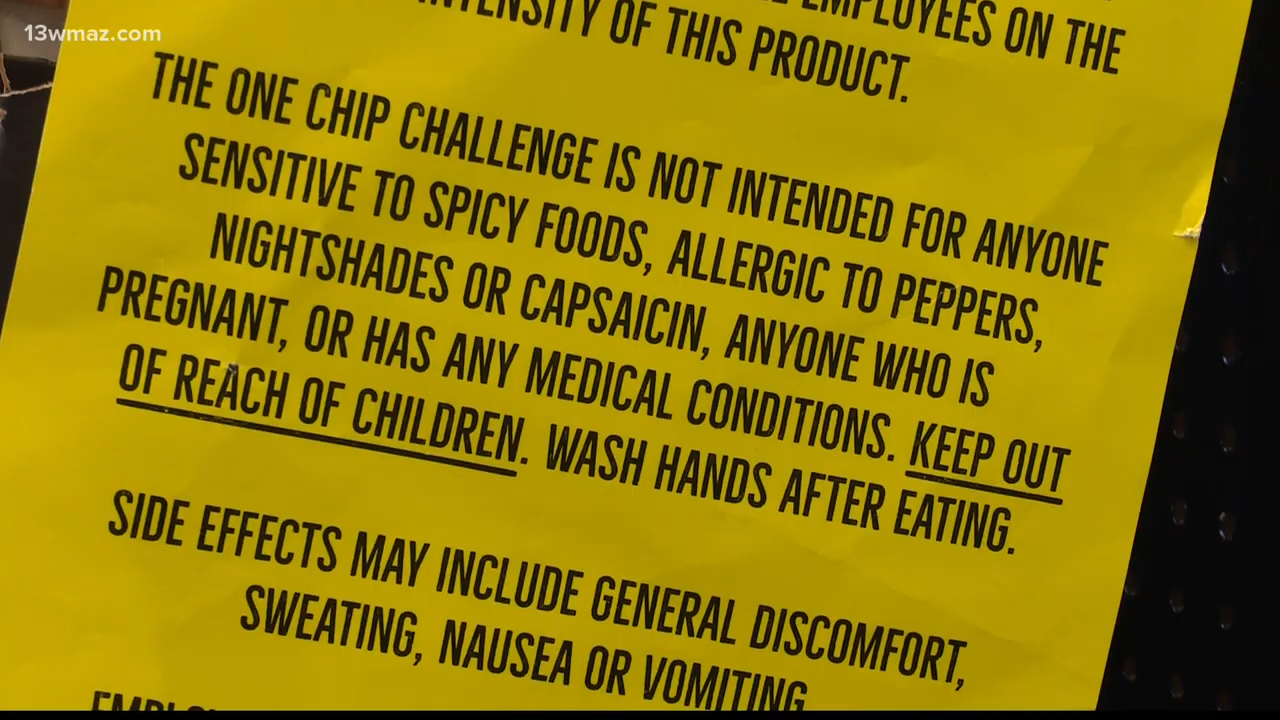 13wmaz.com
EMPLOYEES ON THE
INTENSITY OF THIS PRODUCT.
THE ONE CHIP CHALLENGE IS NOT INTENDED FOR ANYONE
SENSITIVE TO SPICY FOODS, ALLERGIC TO PEPPERS,
NIGHTSHADES OR CAPSAICIN, ANYONE WHO IS
PREGNANT, OR HAS ANY MEDICAL CONDITIONS. KEEP OUT
OF REACH OF CHILDREN. WASH HANDS AFTER EATING.
SIDE EFFECTS MAY INCLUDE GENERAL DISCOMFORT,
SWEATING, NAUSEA OR VOMITING